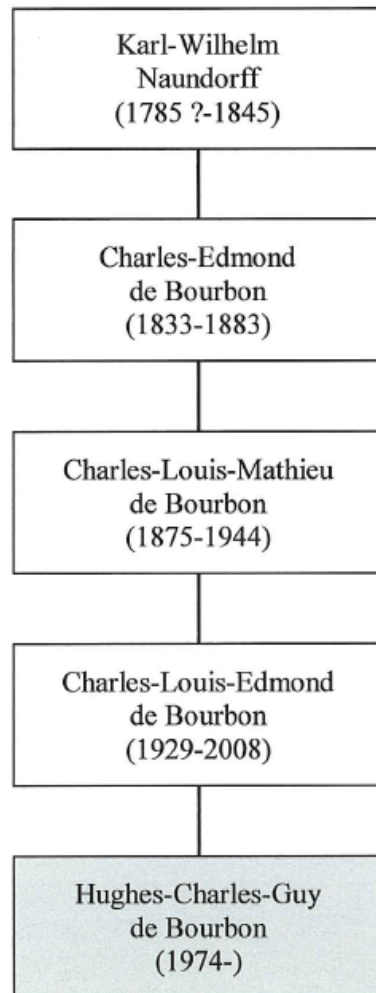 Karl-Wilhelm
Naundorff
(1785 ?-1845)
Charles-Edmond
de Bourbon
(1833-1883)
Charles-Louis-Mathieu
de Bourbon
(1875-1944)
Charles-Louis-Edmond
de Bourbon
(1929-2008)
Hughes-Charles-Guy
de Bourbon
(1974-)